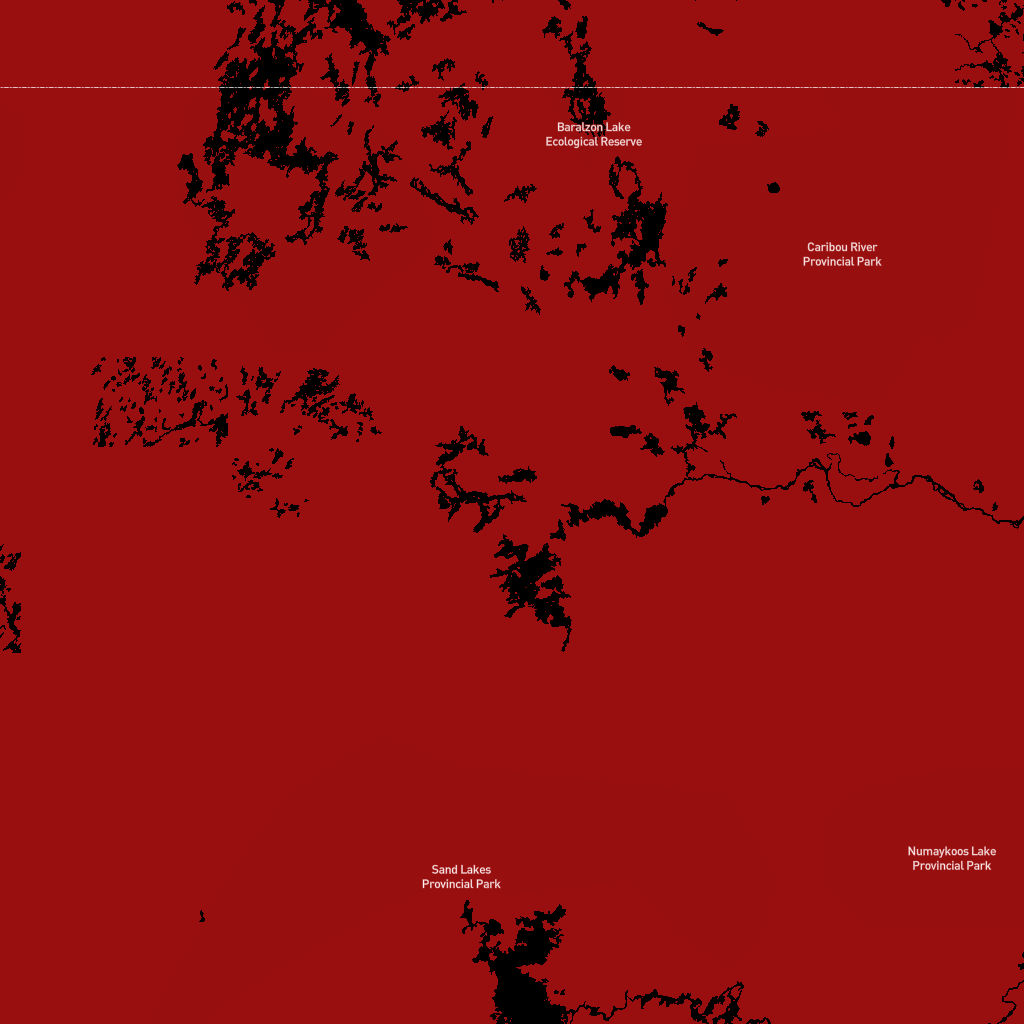 Baralzon Lake
Ecological Reserve
Caribou River
Provincial Park
Numaykoos Lake
Provincial Park
Sand Lakes
Provincial Park